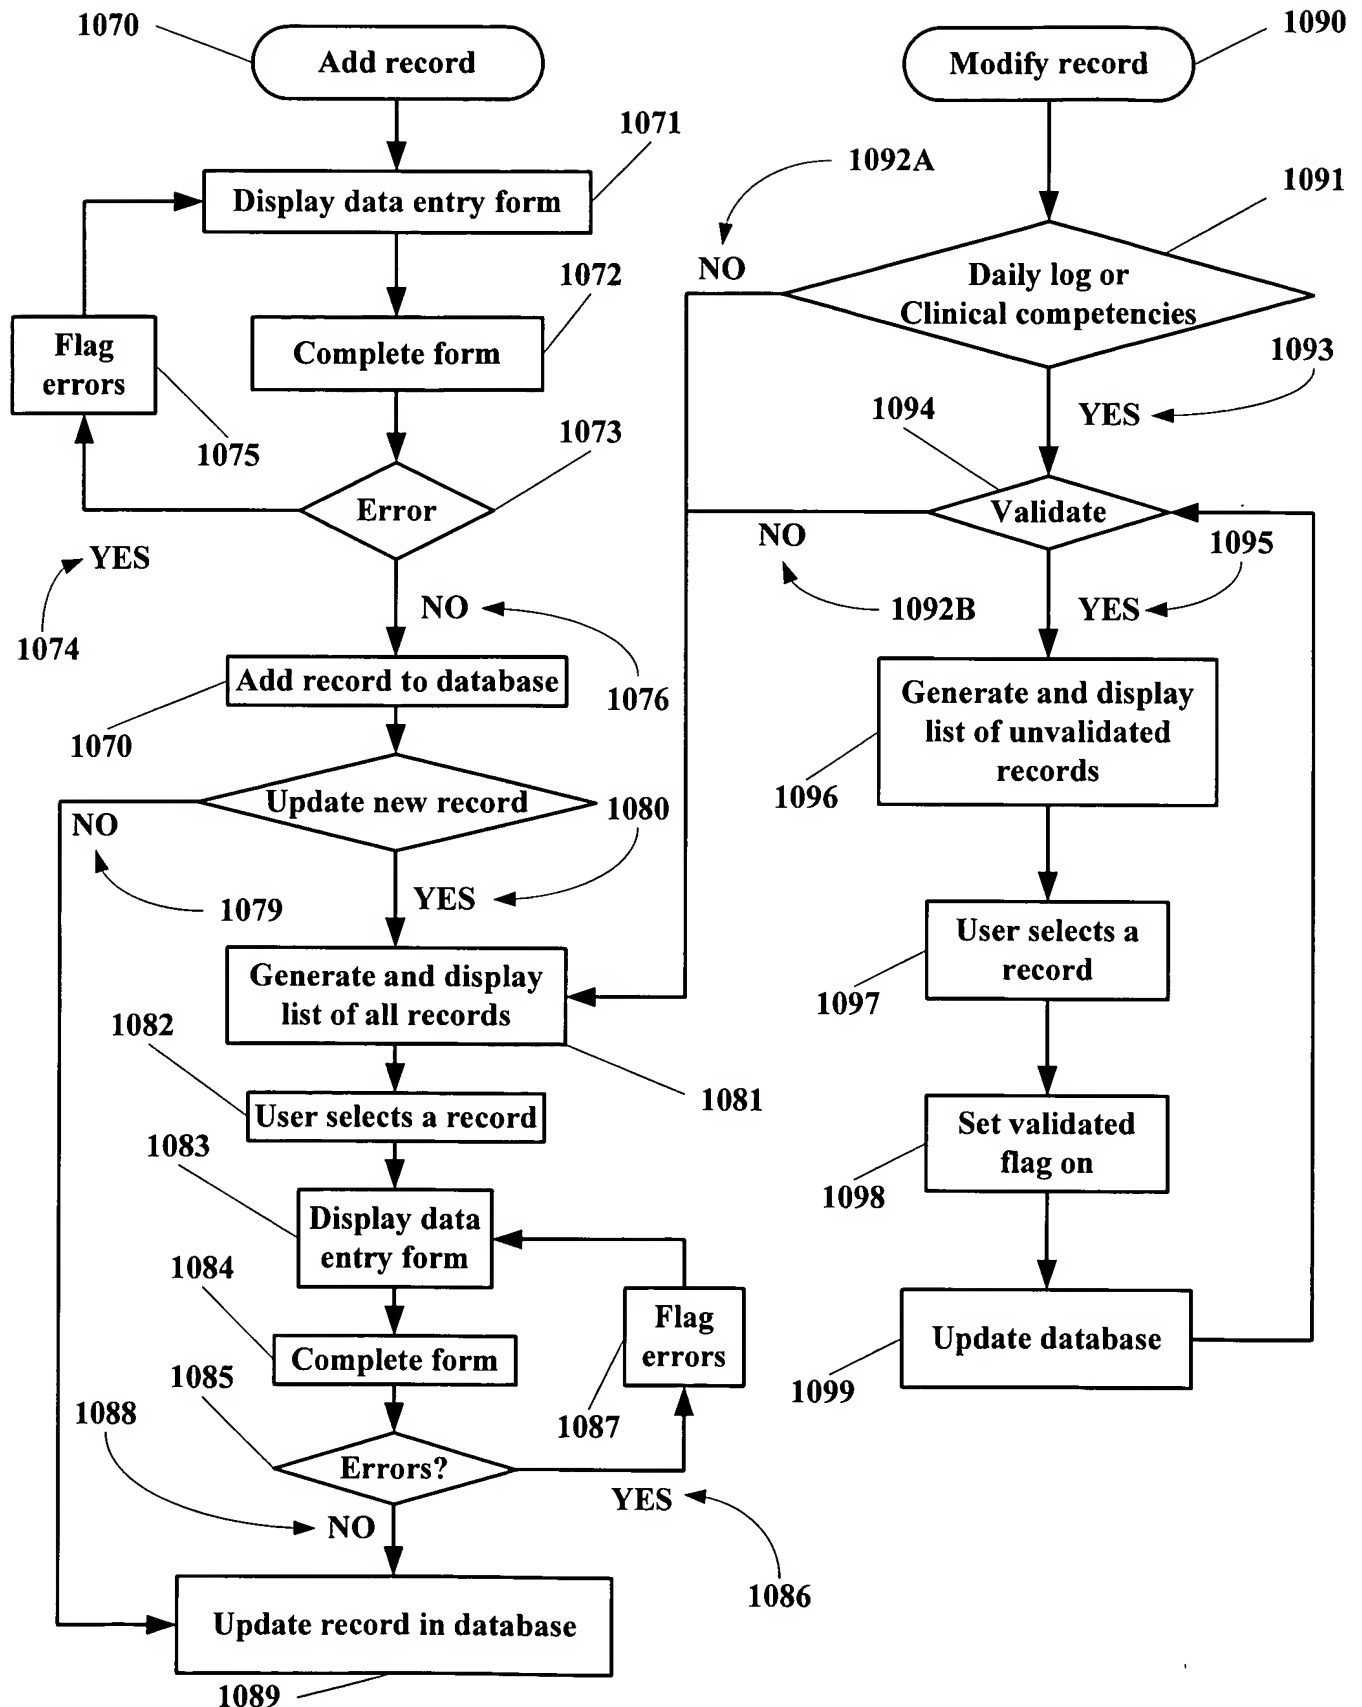 1070
Add record
1071
Display data entry form
1072
Complete form
Flag
errors
1075
1073
Error
YES
1074
NO
1076
Add record to database
1070
Update new record
1080
NO
1079
YES
Generate and display
list of all records
1081
1082
User selects a record
1083
Display data
entry form
1084
Complete form
Flag
errors
1087
1085
Errors?
YES
1086
1088
NO
Update record in database
1089
Modify record
1090
1092A
NO
1091
Daily log or
Clinical competencies
1093
YES
1094
Validate
NO
1092B
1095
YES
Generate and display
list of unvalidated
records
1096
User selects a
record
1097
Set validated
flag on
1098
Update database
1099